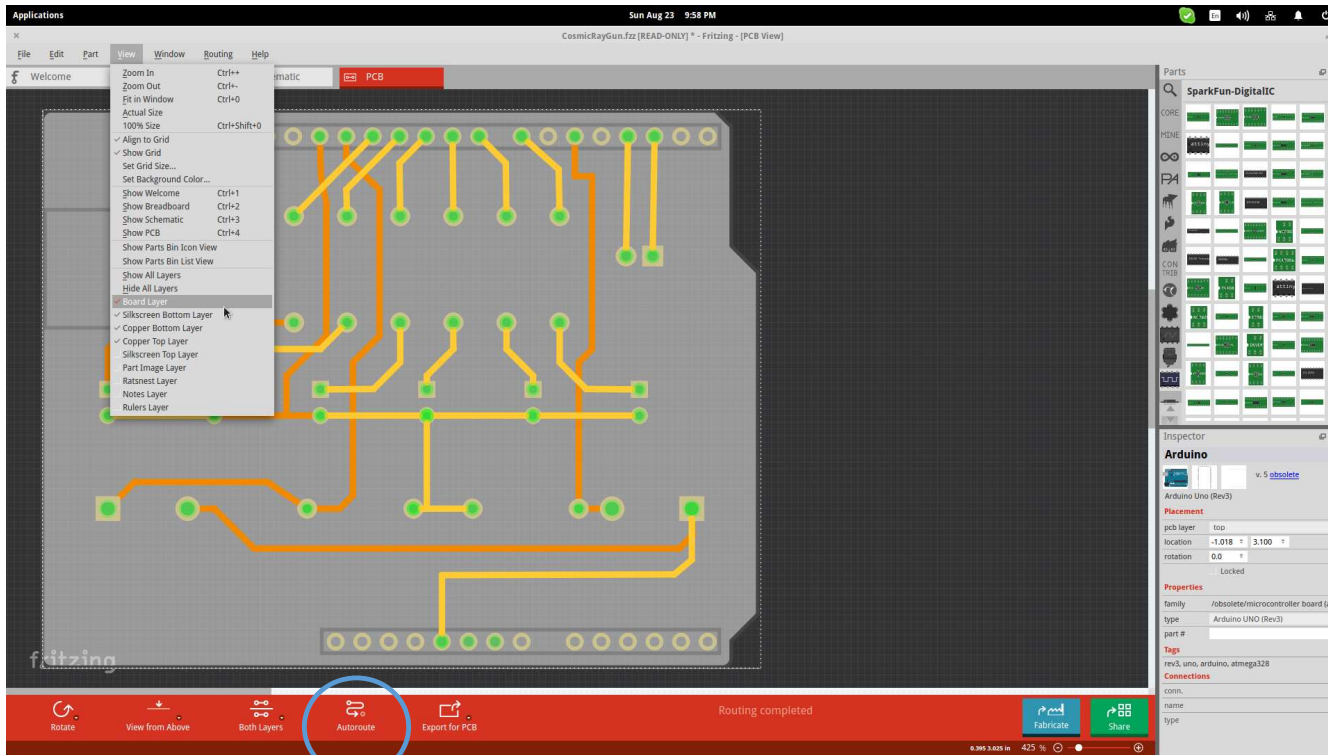 Applications
Sun Aug 23 9:58 PM
En
CosmicRayGun.fzz [READ-ONLY] * - Fritzing - [PCB View]
File Edit Part View Window Routing Help
Welcome
ematic
PCB
Zoom In Ctrl++
Zoom Out Ctrl+-
Fit in Window Ctrl+0
Actual Size
100% Size Ctrl+Shift+0
Align to Grid
Show Grid
Set Grid Size...
Set Background Color...
Show Welcome Ctrl+1
Show Breadboard Ctrl+2
Show Schematic Ctrl+3
Show PCB Ctrl+4
Show Parts Bin Icon View
Show Parts Bin List View
Show All Layers
Hide All Layers
Board Layer
Silkscreen Bottom Layer
Copper Bottom Layer
Copper Top Layer
Silkscreen Top Layer
Part Image Layer
Ratsnest Layer
Notes Layer
Rulers Layer
fritzing
Parts
SparkFun-DigitalIC
CORE
MINE
CON
TRIB
Inspector
Arduino
v. 5 obsolete
Arduino Uno (Rev3)
Placement
pcb layer top
location -1.018 3.100
rotation 0.0
Locked
Properties
family /obsolete/microcontroller board (a
type Arduino UNO (Rev3)
part #
Tags
rev3, uno, arduino, atmega328
Connections
conn.
name
type
Rotate
View from Above
Both Layers
Autoroute
Export for PCB
Routing completed
Fabricate
Share
0.395 3.025 in 425 %